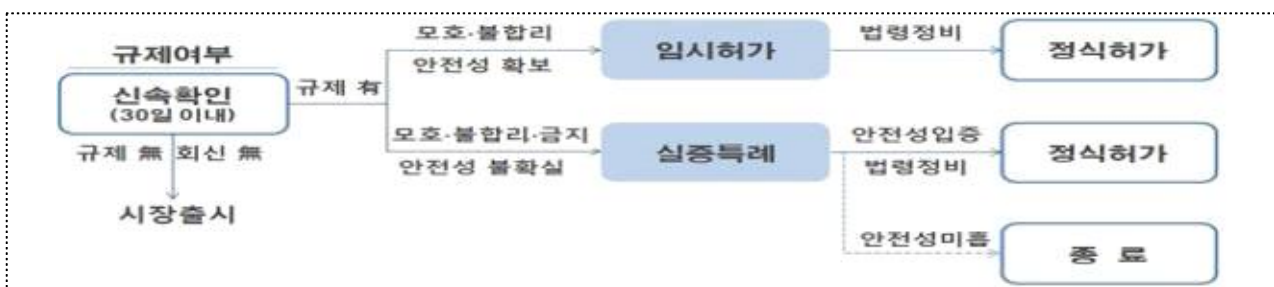 규제여부
신속확인
(30일 이내)
규제 無 회신 無
시장출시
규제 有
모호·불합리
안전성 확보
임시허가
법령정비
정식허가
모호·불합리·금지
안전성 불확실
실증특례
안전성입증
법령정비
정식허가
안전성미흡
종 료